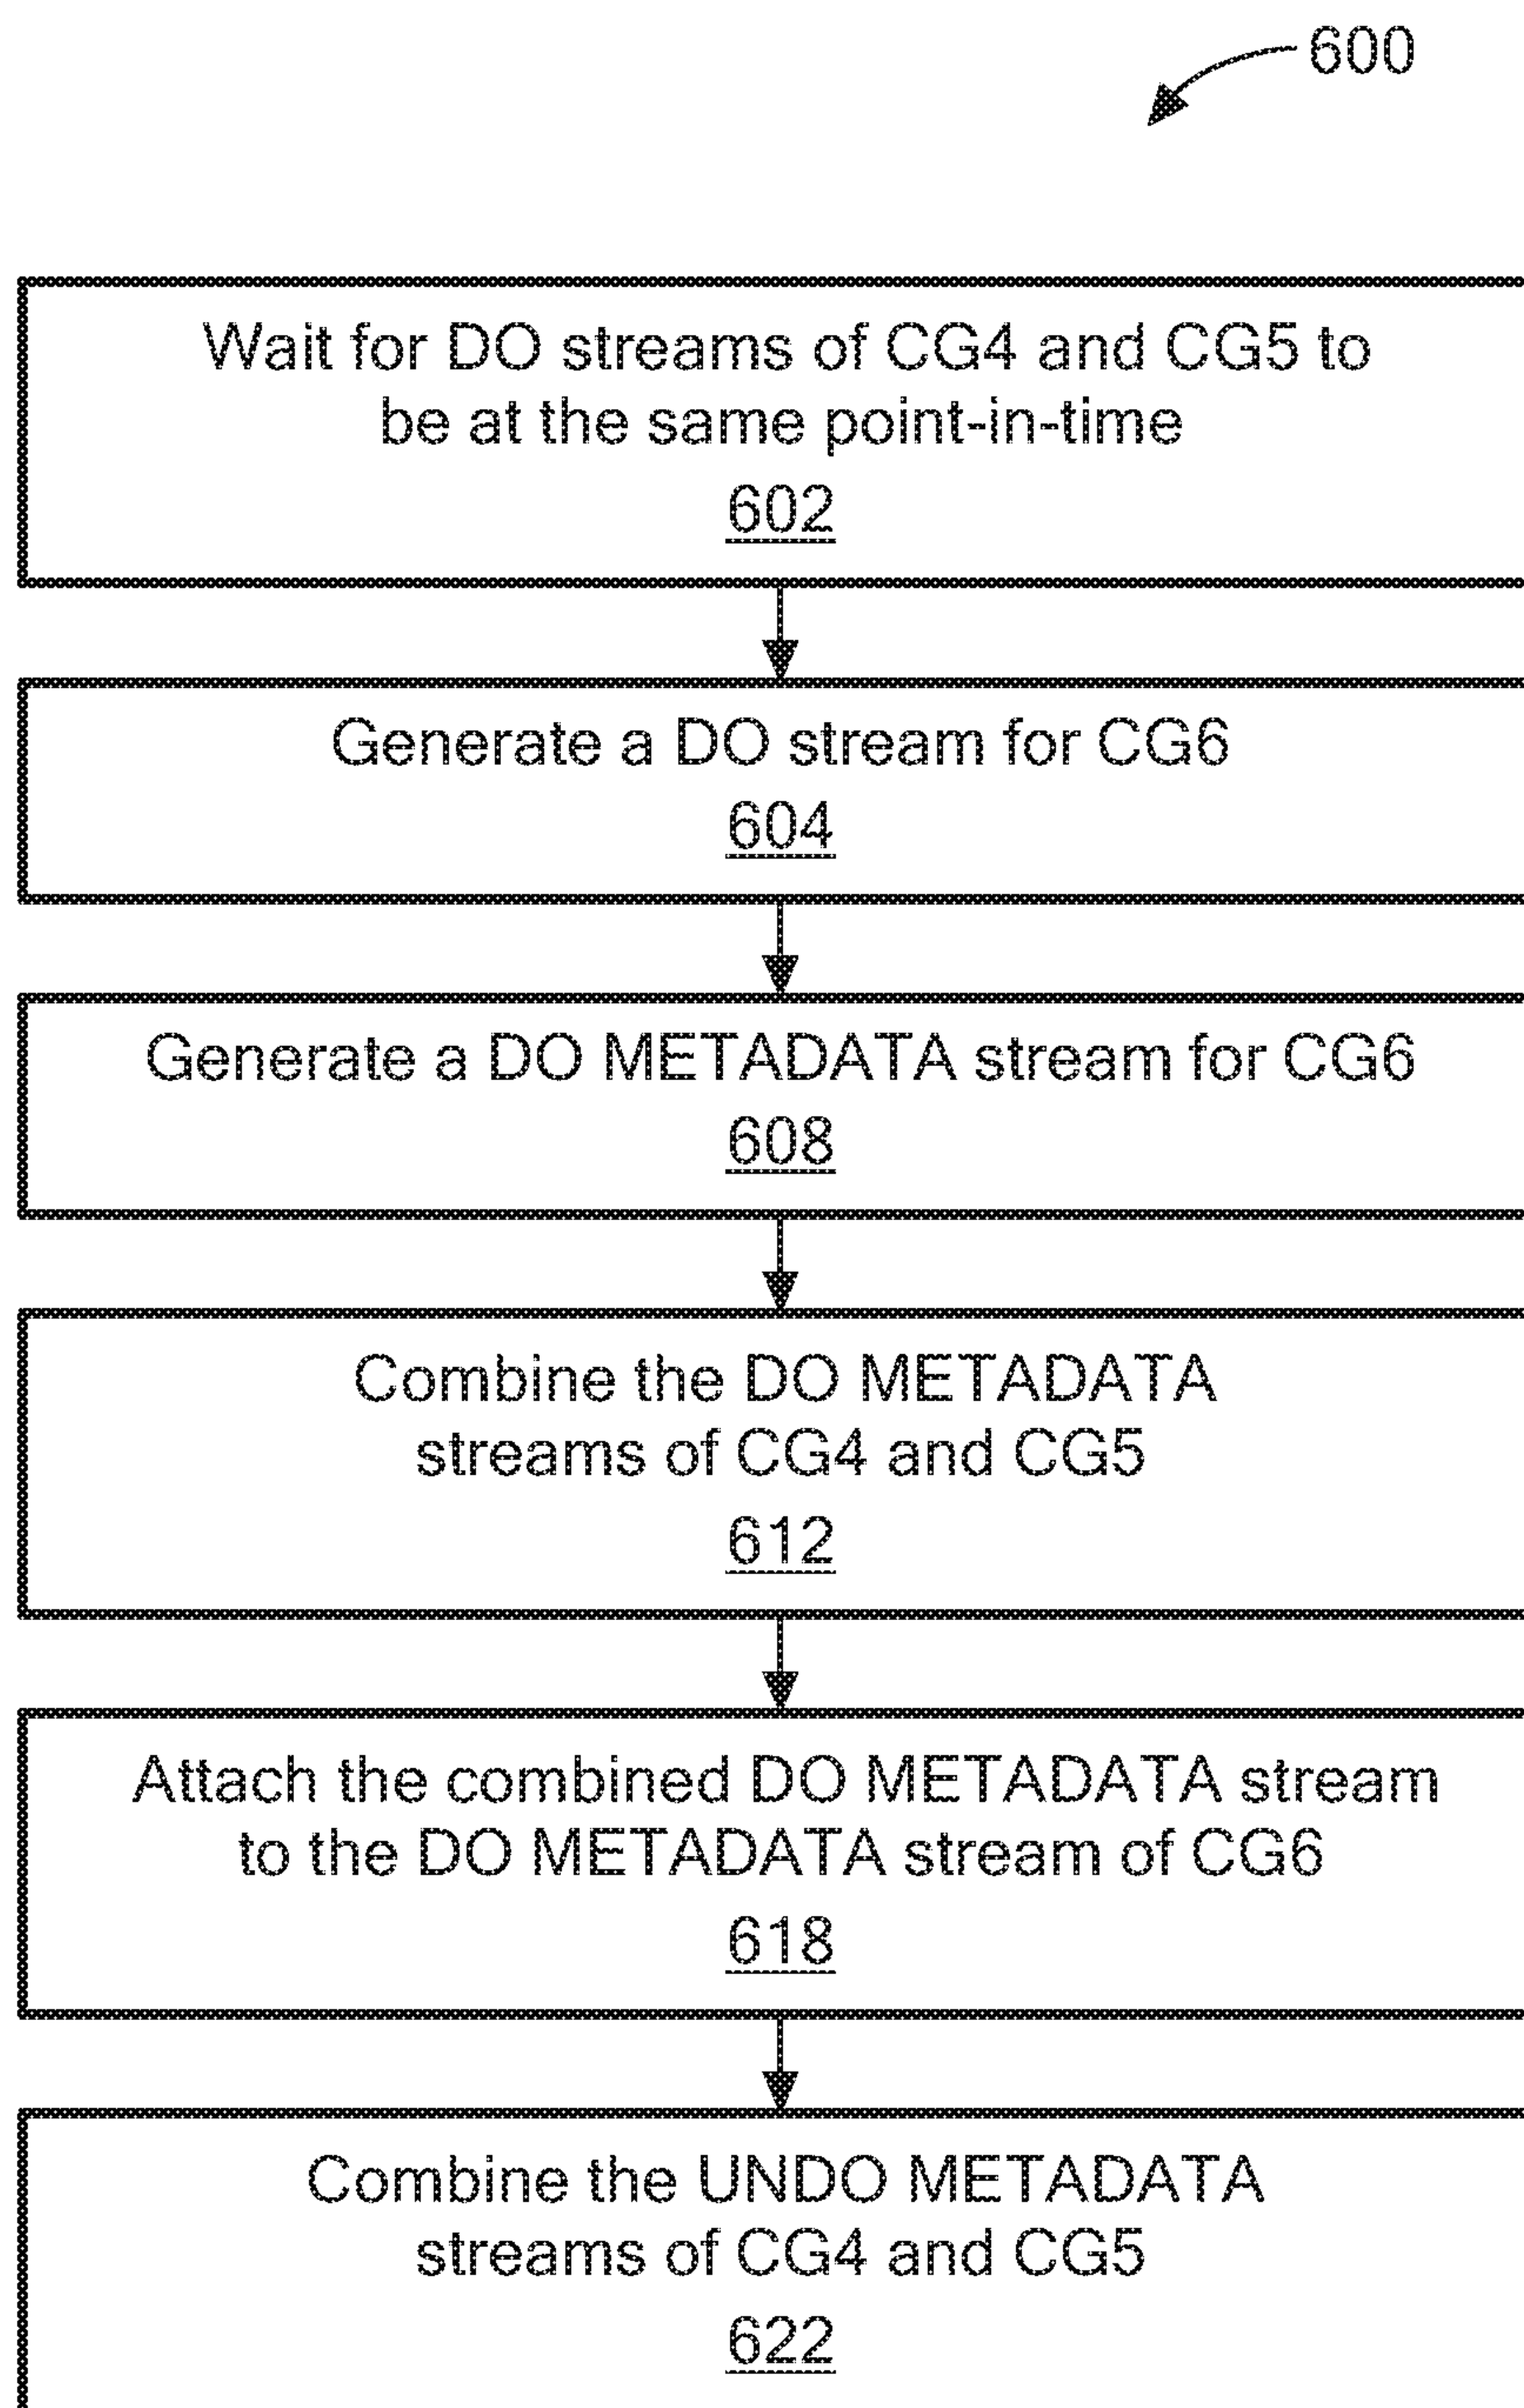 600
Wait for DO streams of CG4 and CG5 to
be at the same point-in-time
602
Generate a DO stream for CG6
604
Generate a DO METADATA stream for CG6
608
Combine the DO METADATA
streams of CG4 and CG5
612
Attach the combined DO METADATA stream
to the DO METADATA stream of CG6
618
Combine the UNDO METADATA
streams of CG4 and CG5
622